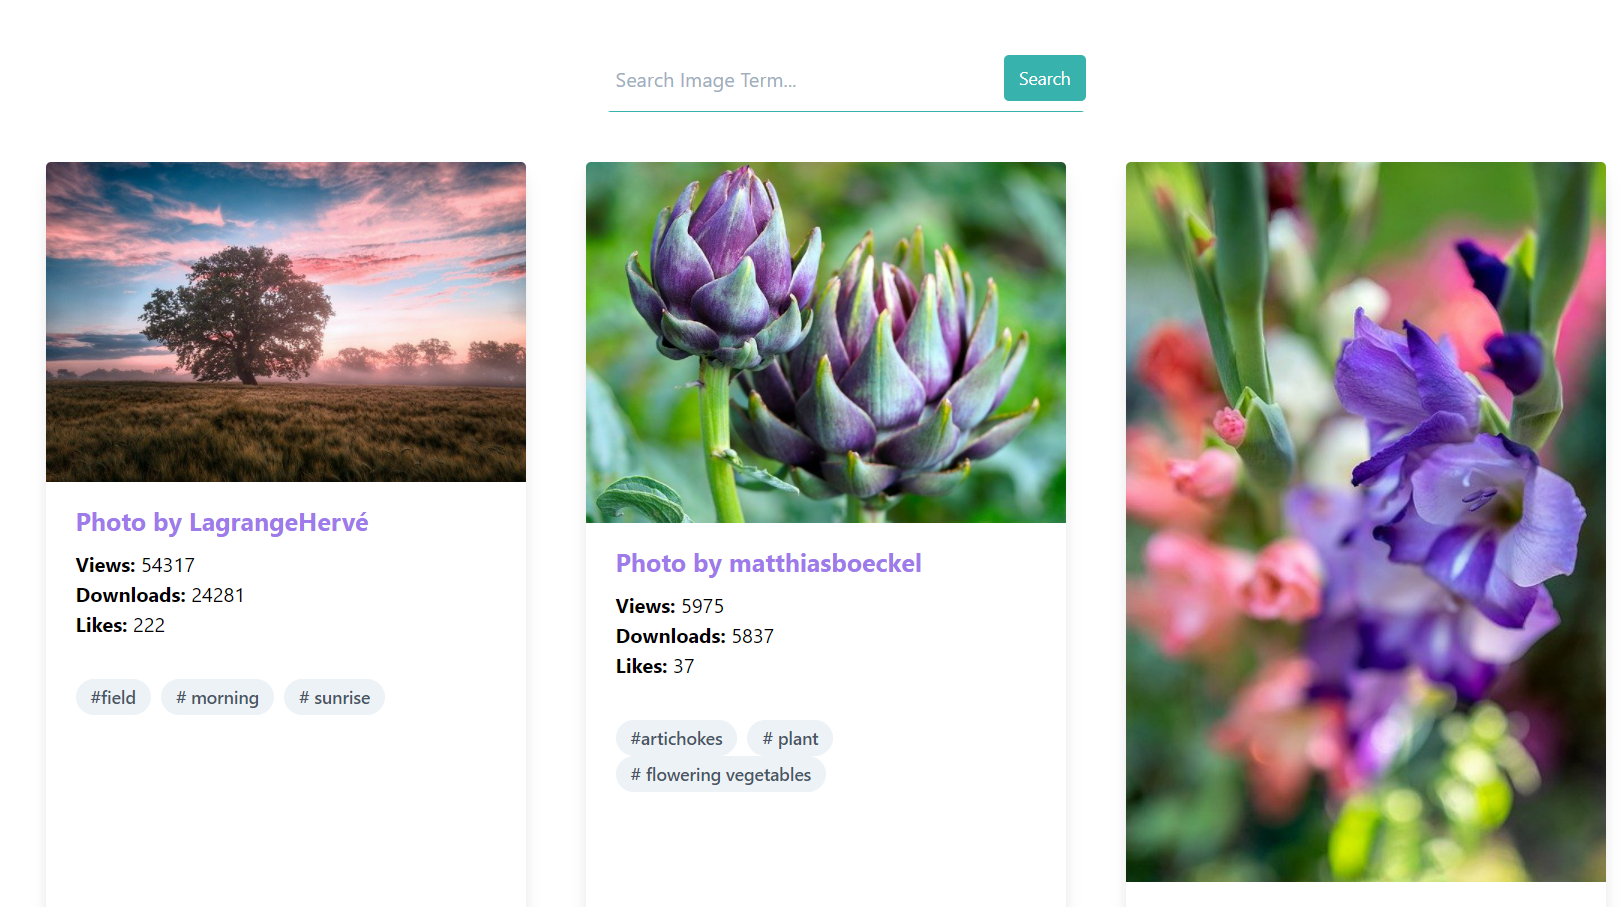 Search Image Term...
Search
Photo by LagrangeHervé
Views: 54317
Downloads: 24281
Likes: 222
#field
# morning
# sunrise
Photo by matthiasboeckel
Views: 5975
Downloads: 5837
Likes: 37
#artichokes
# plant
# flowering vegetables